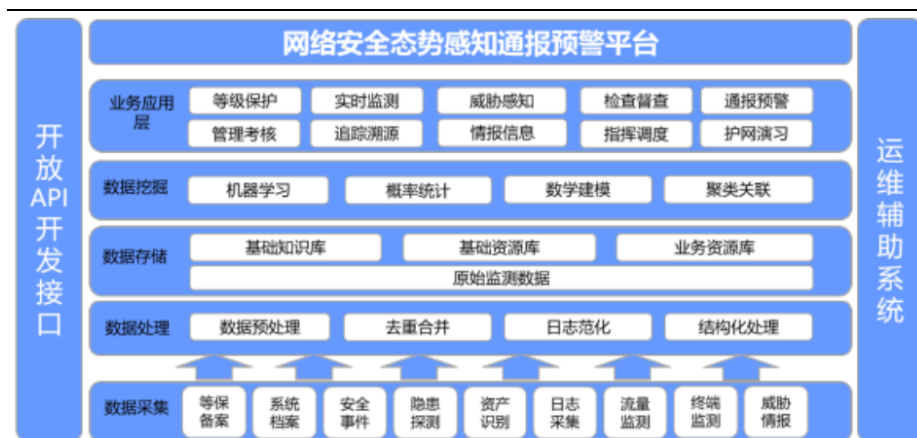 网络安全态势感知通报预警平台
开
放
API
开
发
接
口
业务应用
层
等级保护 实时监测 威胁感知 检查督查 通报预警
管理考核 追踪溯源 情报信息 指挥调度 护网演习
数据挖掘
机器学习 概率统计 数学建模 聚类关联
数据存储
基础知识库 基础资源库 业务资源库
原始监测数据
数据处理
数据预处理 去重合并 日志范化 结构化处理
数据采集
等保 系统 安全 隐患 资产 日志 流量 终端 威胁
备案 档案 事件 探测 识别 采集 监测 监测 情报
运
维
辅
助
系
统